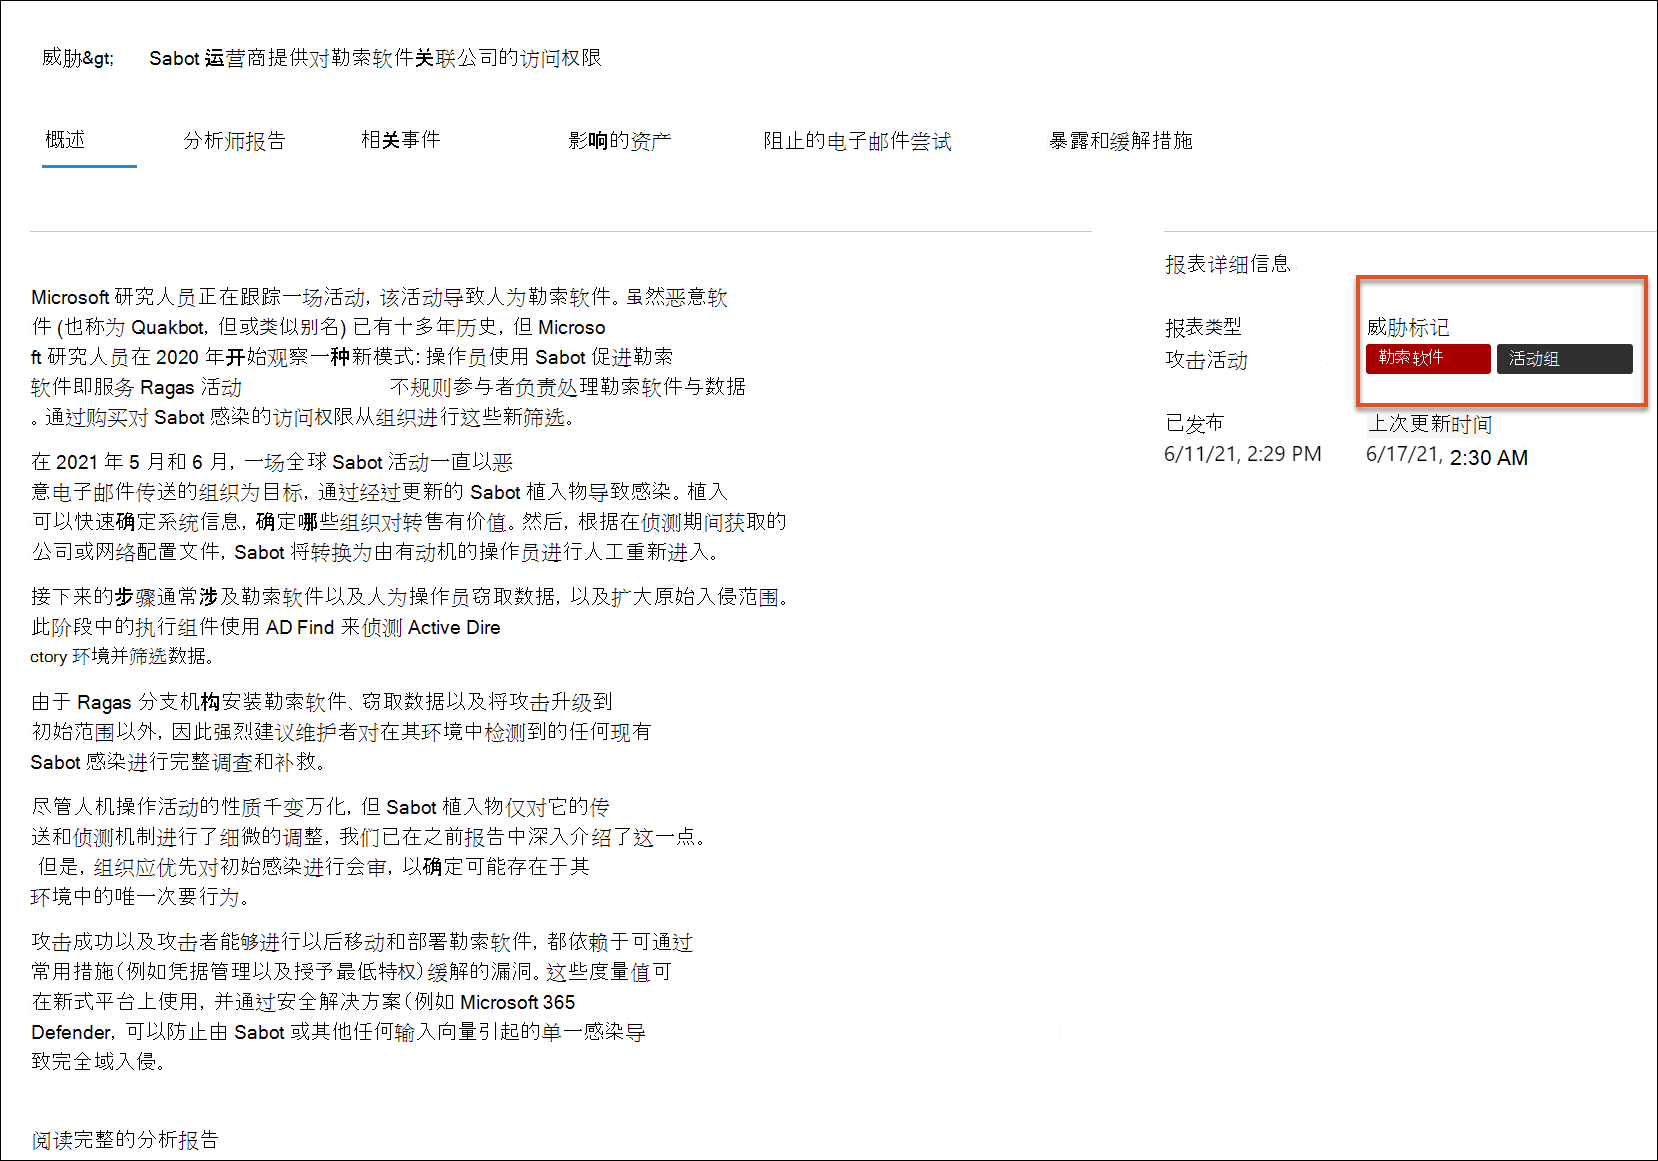 威胁&gt; Sabot 运营商提供对勒索软件关联公司的访问权限
概述 分析师报告 相关事件 影响的资产 阻止的电子邮件尝试 暴露和缓解措施
Microsoft 研究人员正在跟踪一场活动, 该活动导致人为勒索软件。虽然恶意软
件 (也称为 Quakbot, 但或类似别名) 已有十多年历史, 但 Microso
ft 研究人员在 2020 年开始观察一种新模式: 操作员使用 Sabot 促进勒索
软件即服务 Ragas 活动 不规则参与者负责处理勒索软件与数据
。通过购买对 Sabot 感染的访问权限从组织进行这些新筛选。
在 2021 年 5 月和 6 月, 一场全球 Sabot 活动一直以恶
意电子邮件传送的组织为目标, 通过经过更新的 Sabot 植入物导致感染。植入
可以快速确定系统信息, 确定哪些组织对转售有价值。然后, 根据在侦测期间获取的
公司或网络配置文件, Sabot 将转换为由有动机的操作员进行人工重新进入。
接下来的步骤通常涉及勒索软件以及人为操作员窃取数据, 以及扩大原始入侵范围。
此阶段中的执行组件使用 AD Find 来侦测 Active Dire
ctory 环境并筛选数据。
由于 Ragas 分支机构安装勒索软件、窃取数据以及将攻击升级到
初始范围以外, 因此强烈建议维护者对在其环境中检测到的任何现有
Sabot 感染进行完整调查和补救。
尽管人机操作活动的性质千变万化, 但 Sabot 植入物仅对它的传
送和侦测机制进行了细微的调整, 我们已在之前报告中深入介绍了这一点。
但是, 组织应优先对初始感染进行会审, 以确定可能存在于其
环境中的唯一次要行为。
攻击成功以及攻击者能够进行以后移动和部署勒索软件, 都依赖于可通过
常用措施(例如凭据管理以及授予最低特权) 缓解的漏洞。这些度量值可
在新式平台上使用, 并通过安全解决方案(例如 Microsoft 365
Defender, 可以防止由 Sabot 或其他任何输入向量引起的单一感染导
致完全域入侵。
阅读完整的分析报告
报表详细信息
报表类型 威胁标记
攻击活动 勒索软件 活动组
已发布 上次更新时间
6/11/21, 2:29 PM 6/17/21, 2:30 AM